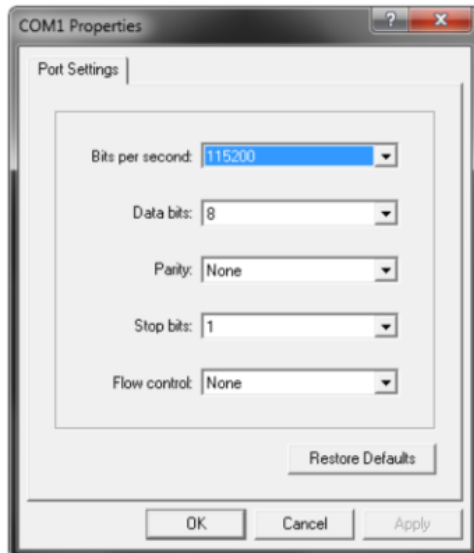 COM1 Properties
Port Settings
Bits per second: 115200
Data bits: 8
Parity: None
Stop bits: 1
Flow control: None
Restore Defaults
OK Cancel Apply